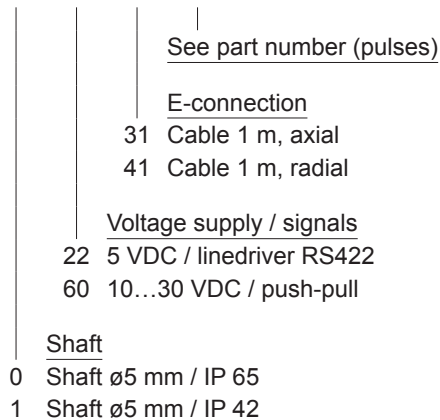 See part number (pulses)
E-connection
31 Cable 1 m, axial
41 Cable 1 m, radial
Voltage supply / signals
22 5 VDC / linedriver RS422
60 10…30 VDC / push-pull
Shaft
0 Shaft ø5 mm / IP 65
1 Shaft ø5 mm / IP 42